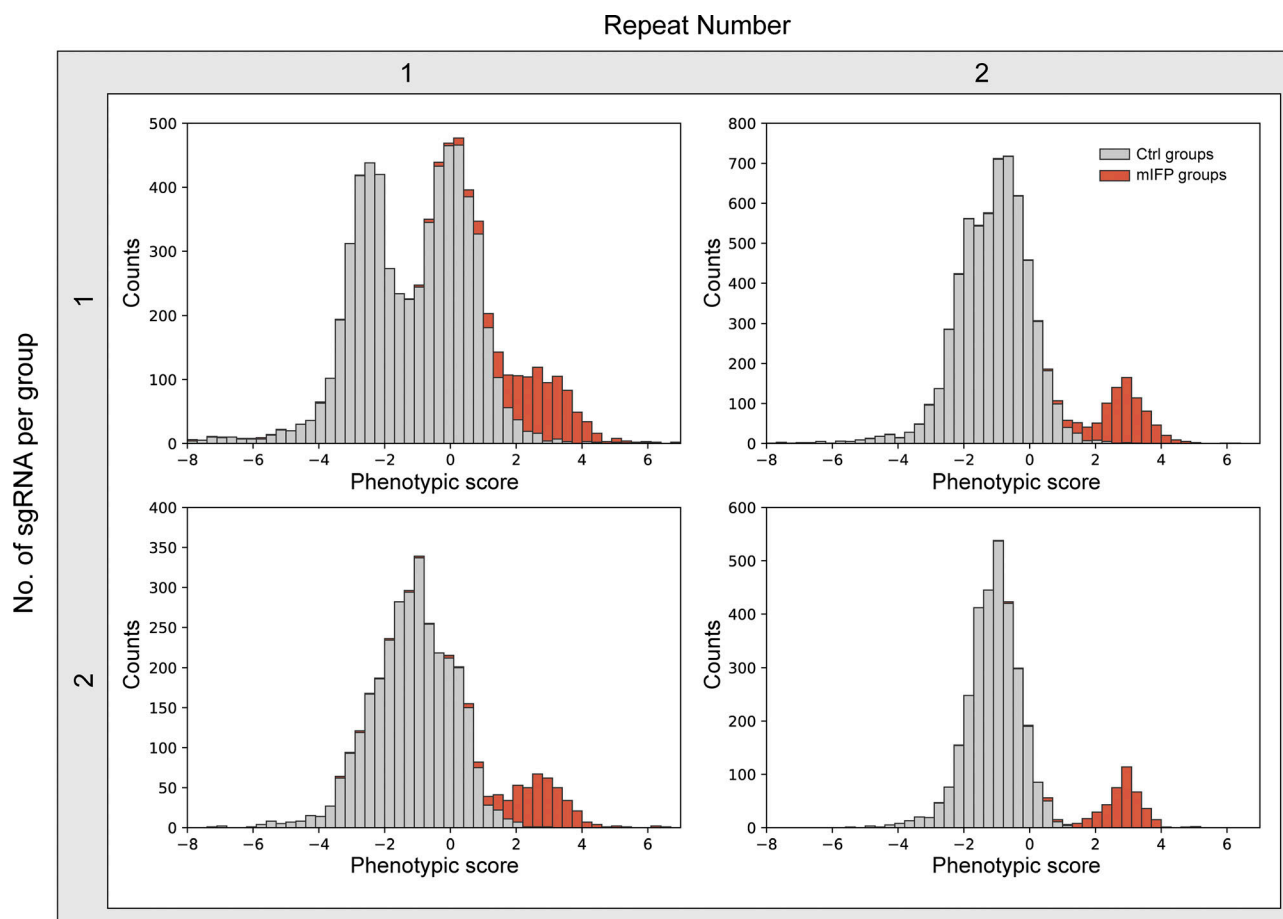 Repeat Number
1 2
No. of sgRNA per group
1
500
400
300
200
100
0
Counts
−8 −6 −4 −2 0 2 4 6
Phenotypic score
800
700
600
500
400
300
200
100
0
Counts
Ctrl groups
mIFP groups
−8 −6 −4 −2 0 2 4 6
Phenotypic score
2
400
350
300
250
200
150
100
50
0
Counts
−8 −6 −4 −2 0 2 4 6
Phenotypic score
600
500
400
300
200
100
0
Counts
−8 −6 −4 −2 0 2 4 6
Phenotypic score